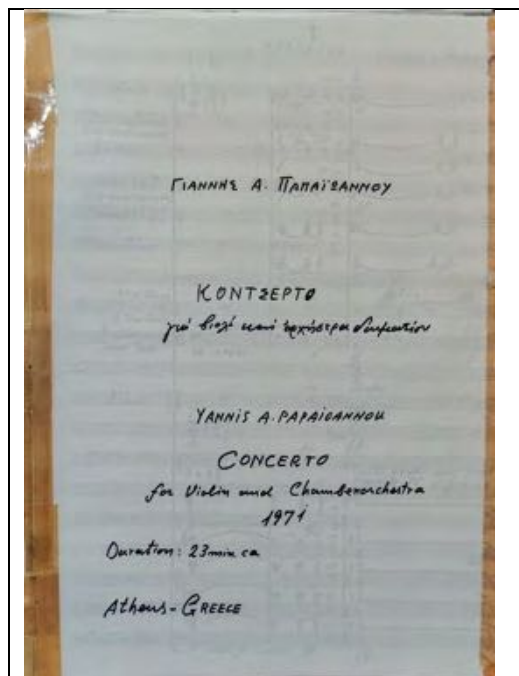 ΓΙΑΝΝΗΣ Α. ΠΑΠΑΪΩΑΝΝΟΥ
ΚΟΝΤΣΕΡΤΟ
γιά βιολί καί ὀρχήστρα δωματίου
YANNIS A. PAPAIOANNOU
CONCERTO
for Violin and Chamberorchestra
1971
Duration: 23 min ca
Athens - GREECE